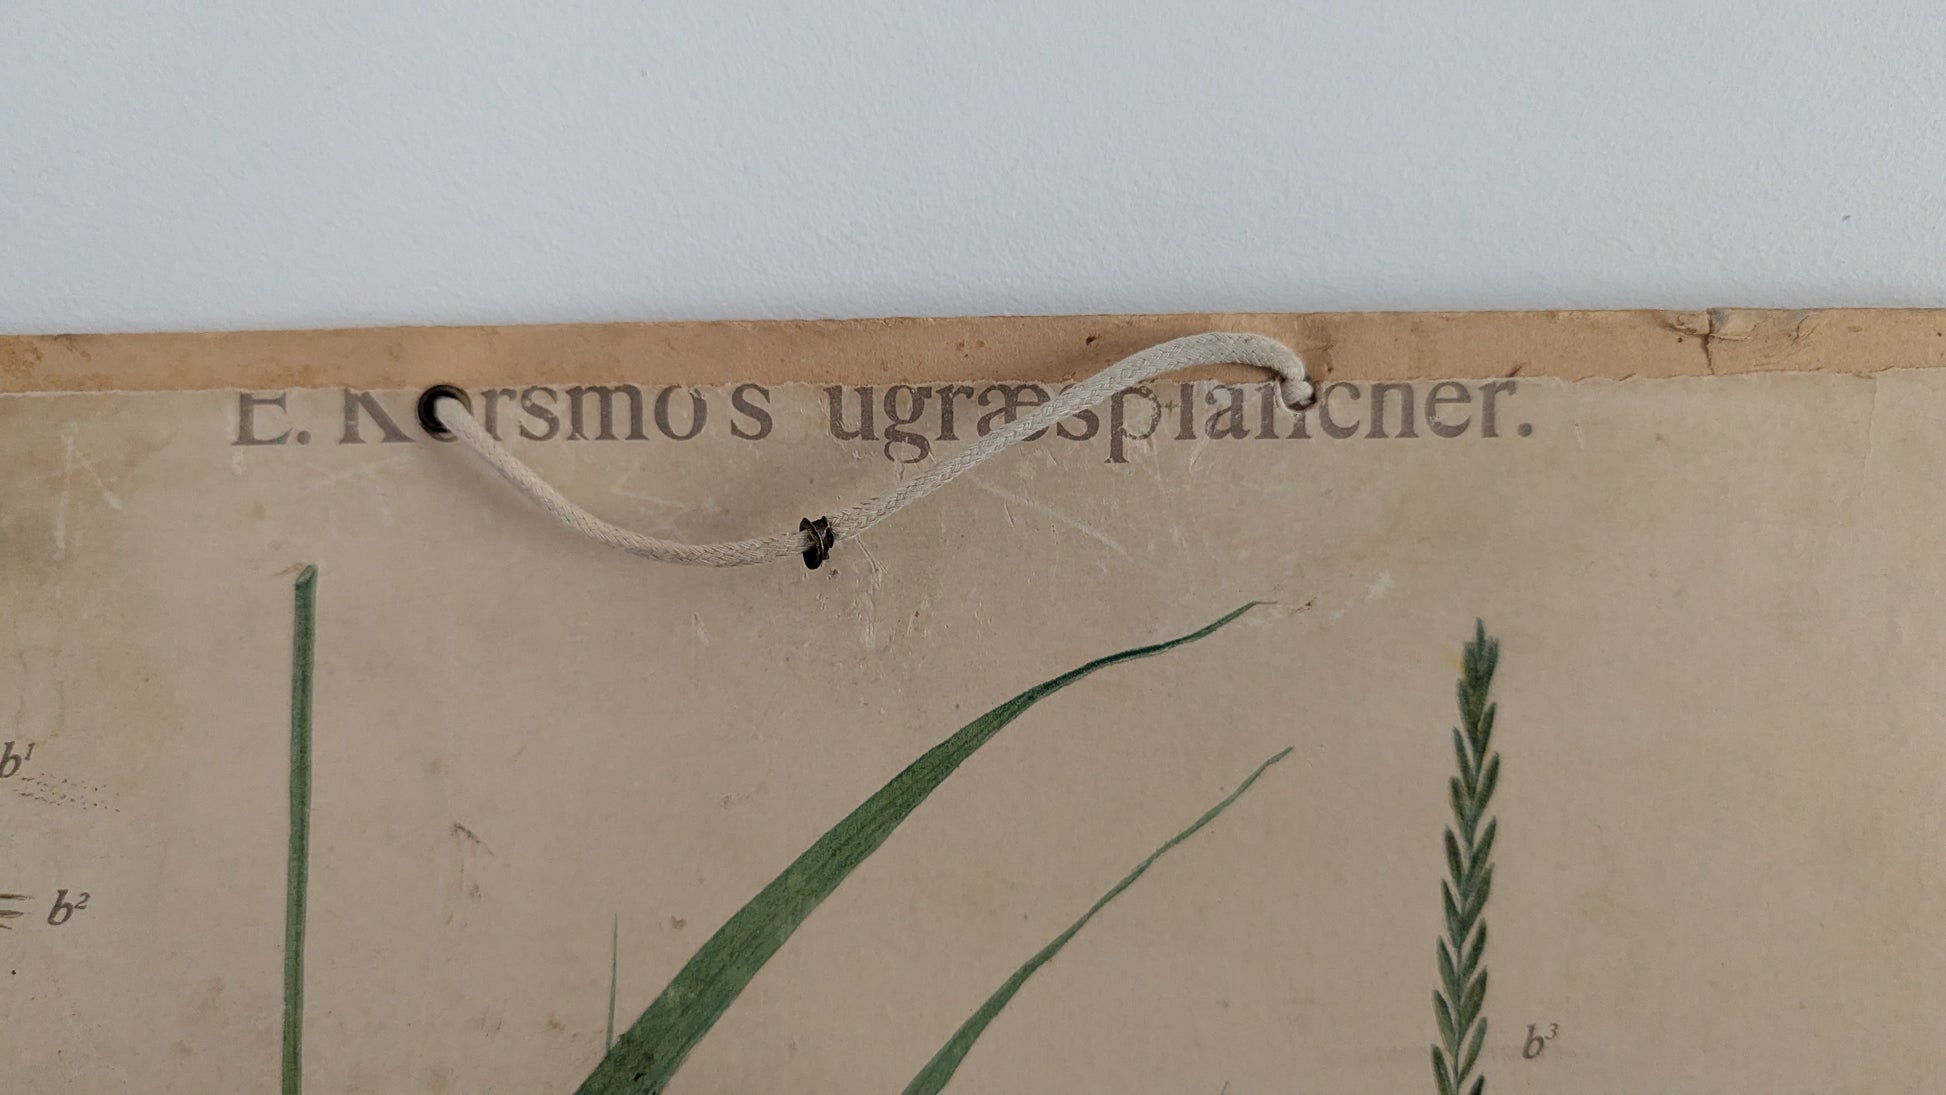 E. Korsmo's ugræsplancher.
b¹
b²
b³